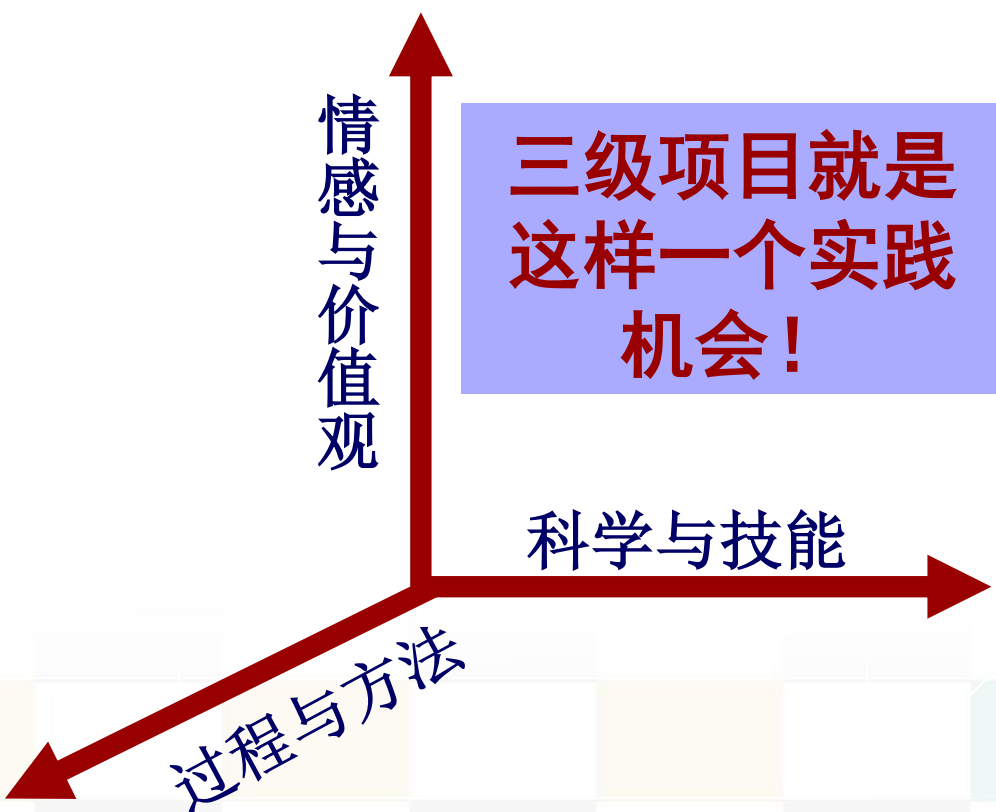 情感与价值观
三级项目就是
这样一个实践
机会！
科学与技能
过程与方法